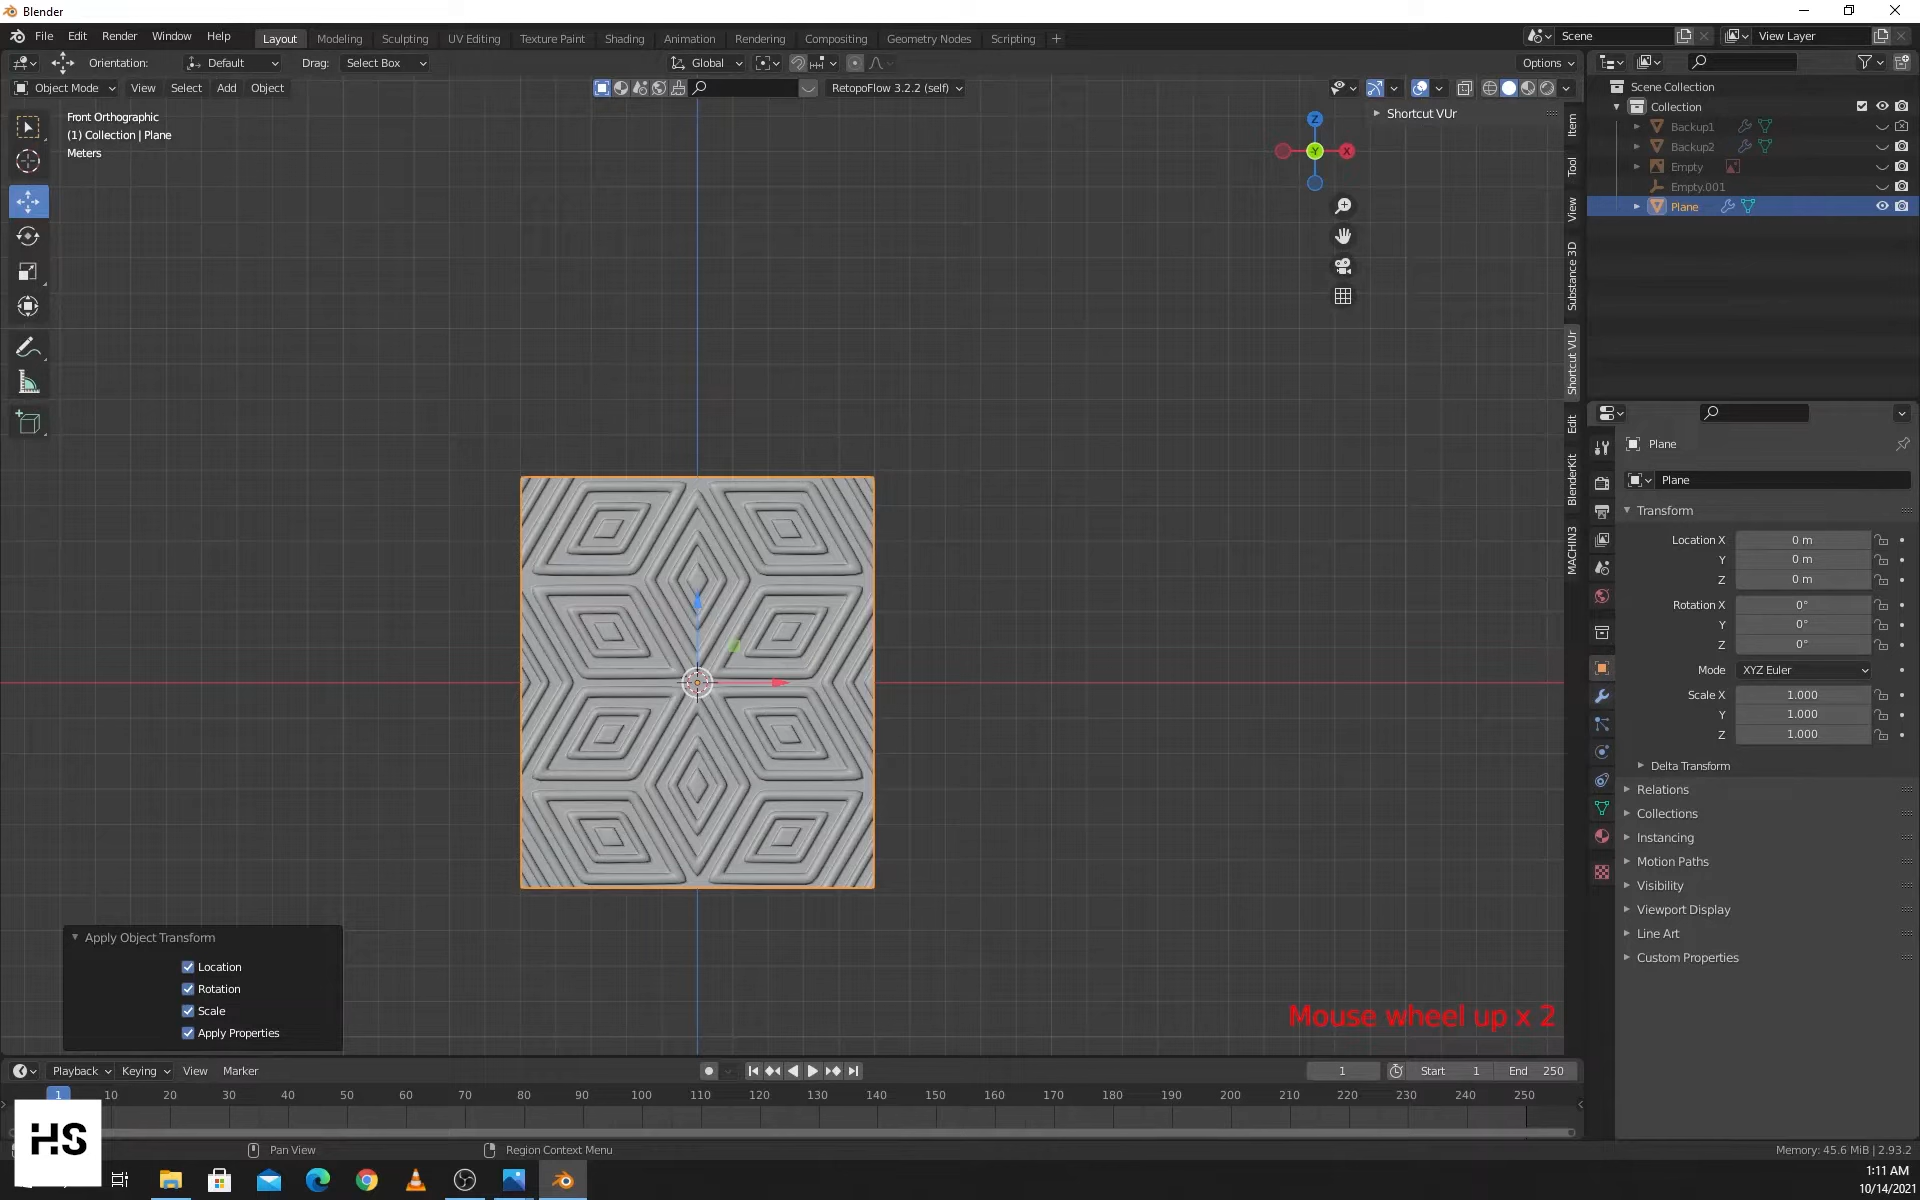 Blender
File Edit Render Window Help Layout Modeling Sculpting UV Editing Texture Paint Shading Animation Rendering Compositing Geometry Nodes Scripting + Scene View Layer
Orientation: Default Drag: Select Box Global Options
Object Mode View Select Add Object RetopoFlow 3.2.2 (self)
Front Orthographic
(1) Collection | Plane
Meters
Z
Y
X
Shortcut VUr
Item
Tool
View
Substance 3D
Shortcut VUr
Edit
BlenderKit
MACHIN3
Scene Collection
Collection
Backup1
Backup2
Empty
Empty.001
Plane
Plane
Plane
Transform
Location X 0 m
Y 0 m
Z 0 m
Rotation X 0°
Y 0°
Z 0°
Mode XYZ Euler
Scale X 1.000
Y 1.000
Z 1.000
Delta Transform
Relations
Collections
Instancing
Motion Paths
Visibility
Viewport Display
Line Art
Custom Properties
Apply Object Transform
Location
Rotation
Scale
Apply Properties
Mouse wheel up x 2
Playback Keying View Marker 1 Start 1 End 250
1 10 20 30 40 50 60 70 80 90 100 110 120 130 140 150 160 170 180 190 200 210 220 230 240 250
HS
Pan View Region Context Menu Memory: 45.6 MiB | 2.93.2
1:11 AM
10/14/2021